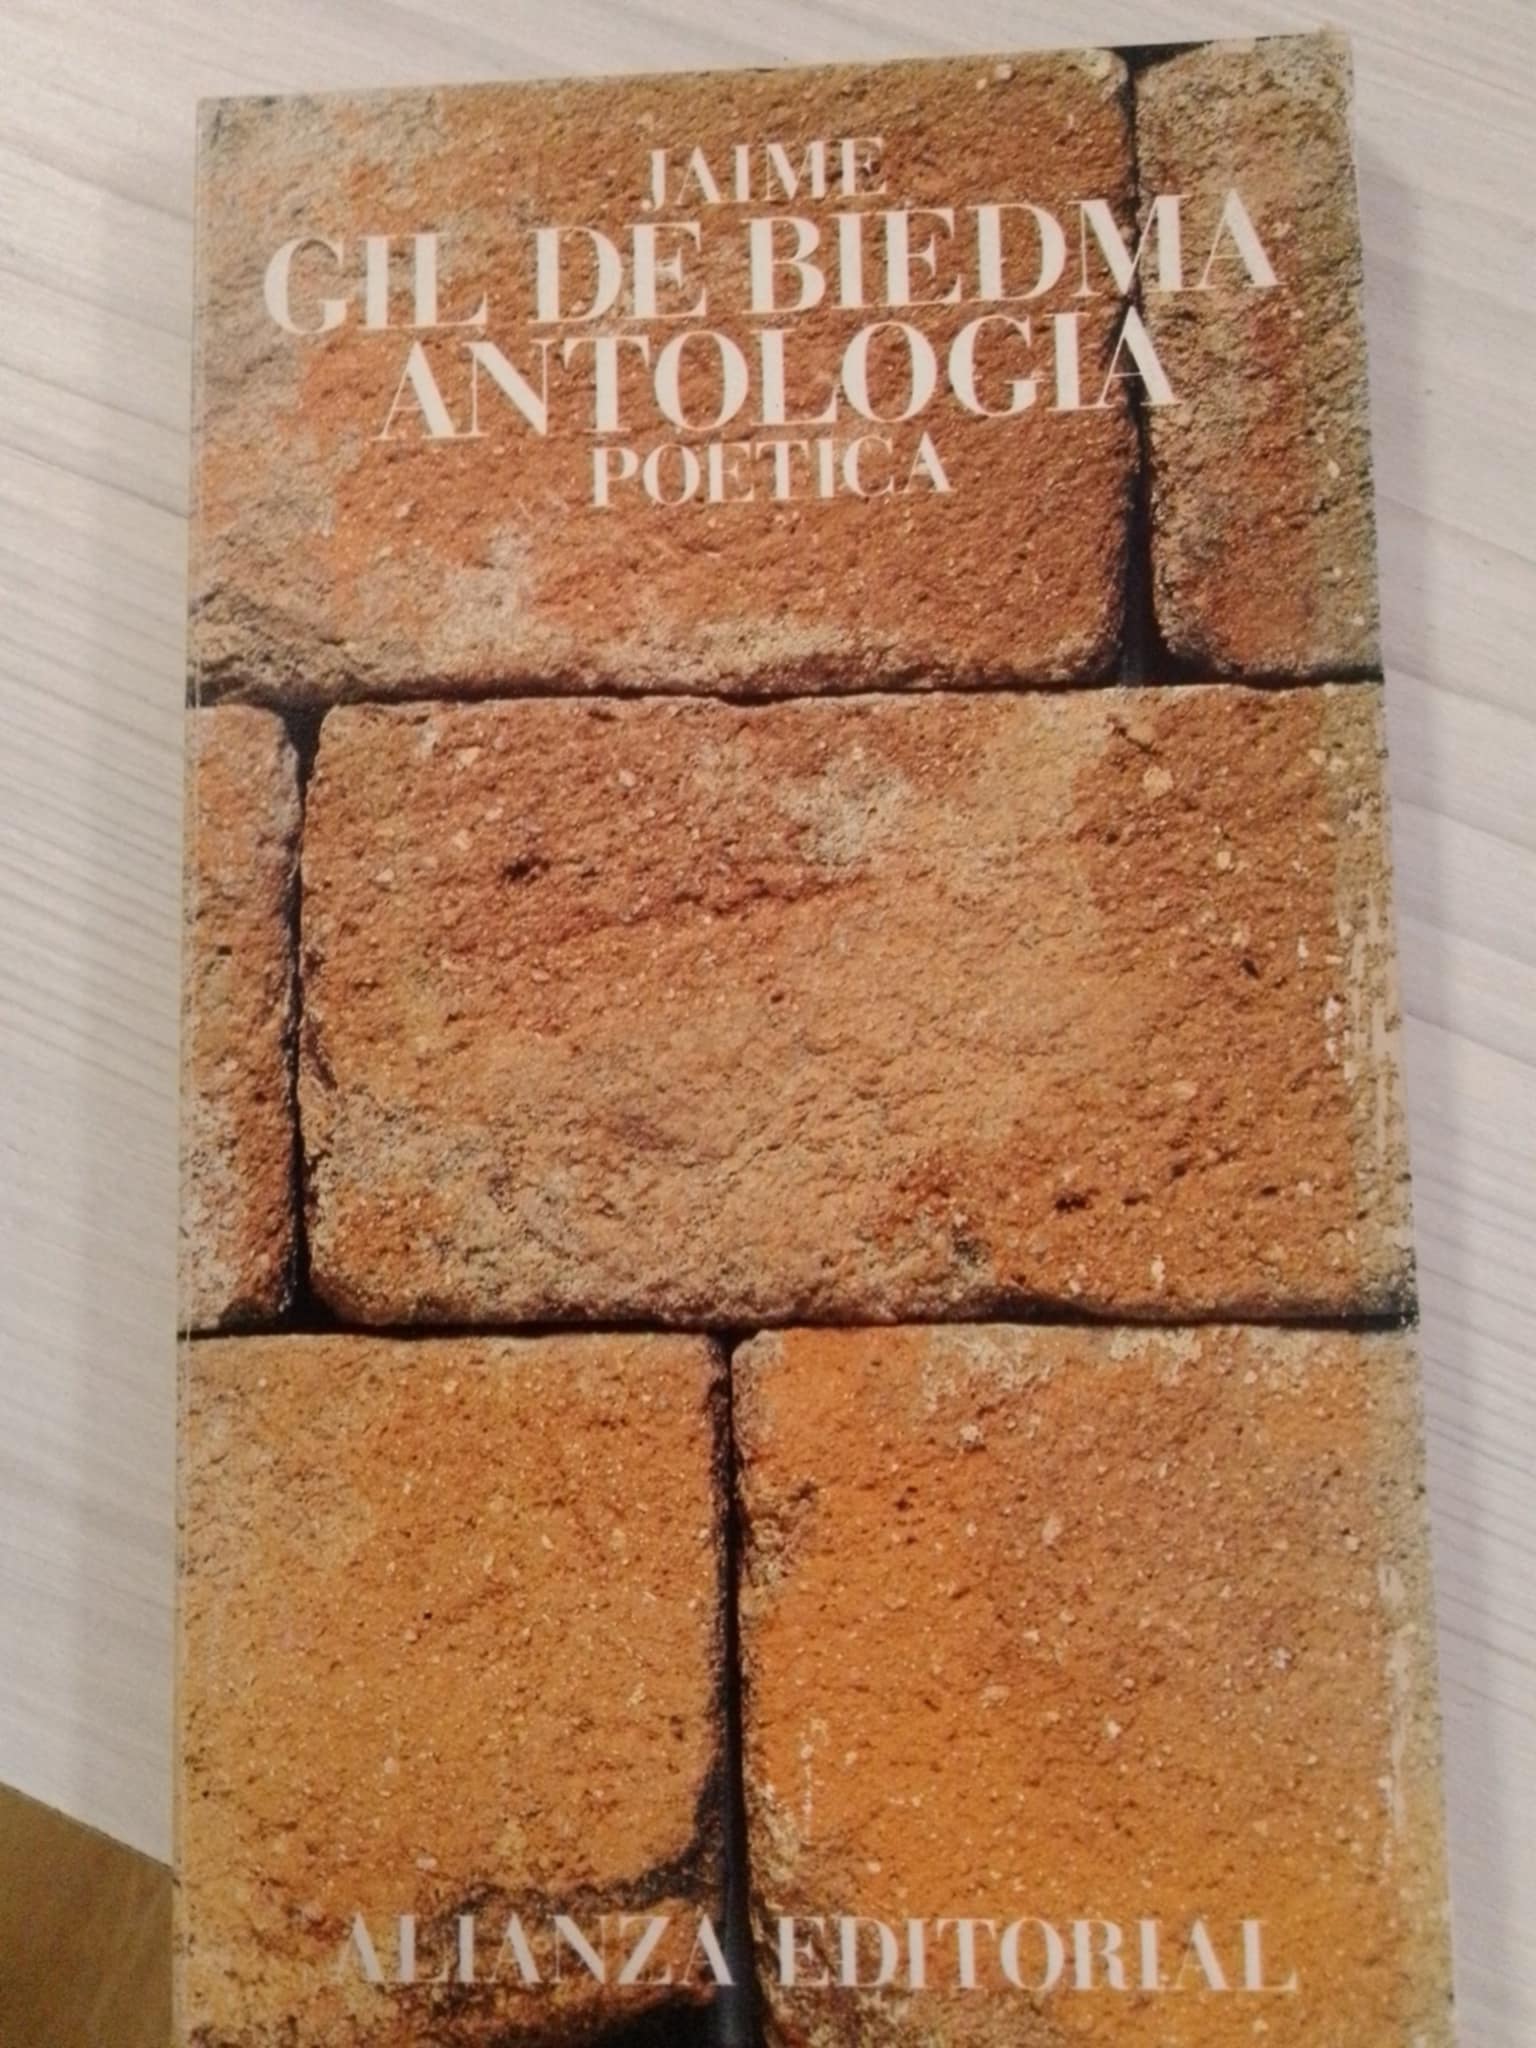 JAIME
GIL DE BIEDMA
ANTOLOGIA
POETICA
ALIANZA EDITORIAL